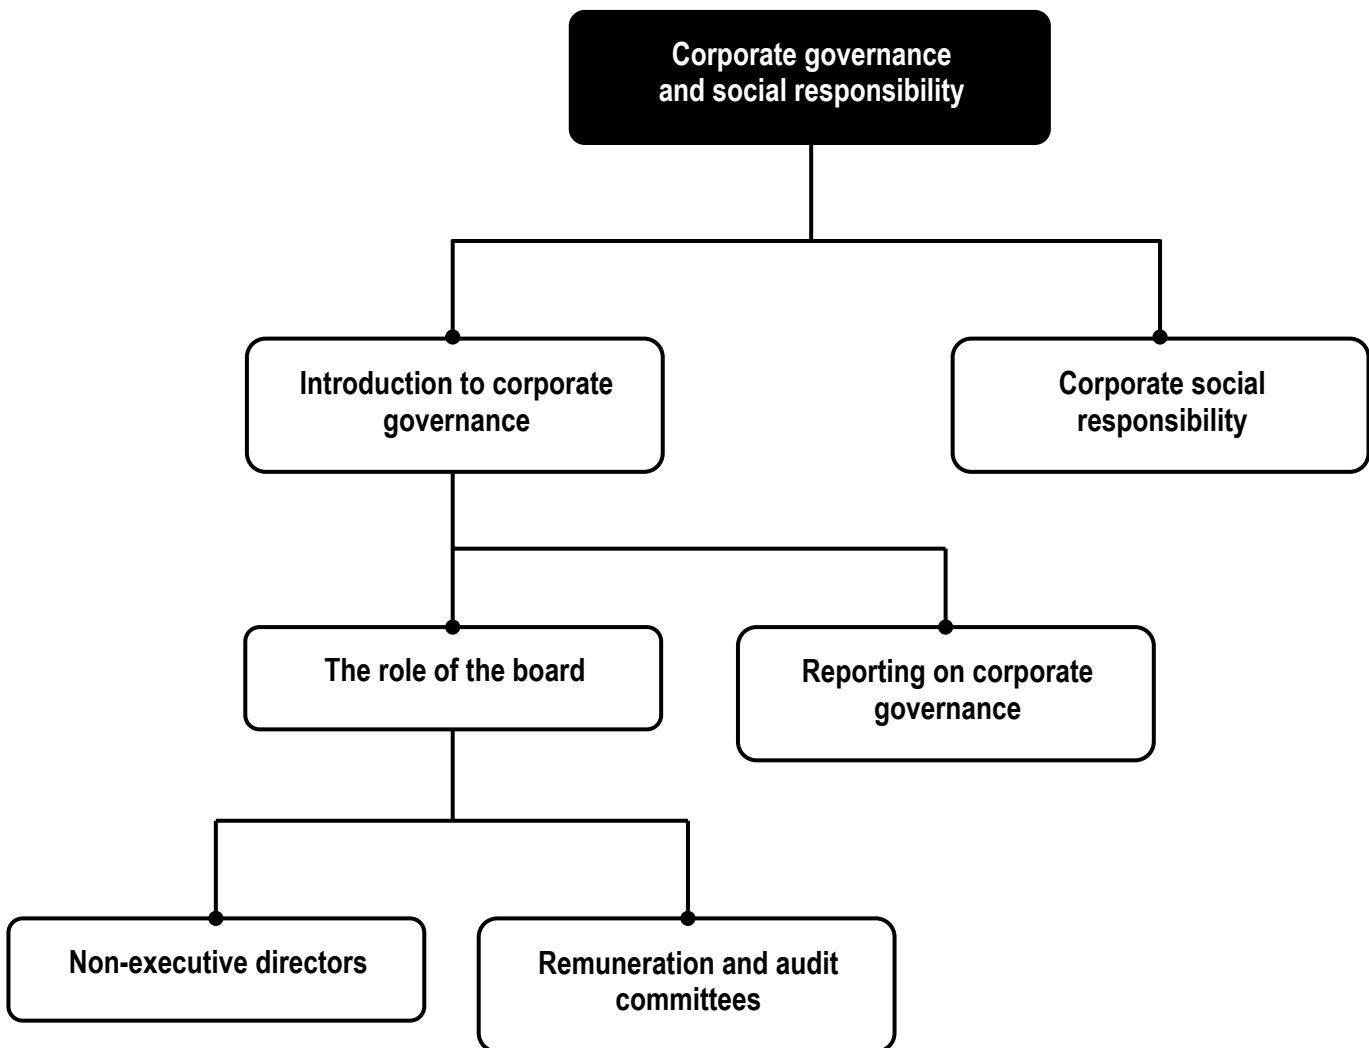 Corporate governance
and social responsibility
Introduction to corporate
governance
Corporate social
responsibility
The role of the board
Reporting on corporate
governance
Non-executive directors
Remuneration and audit
committees